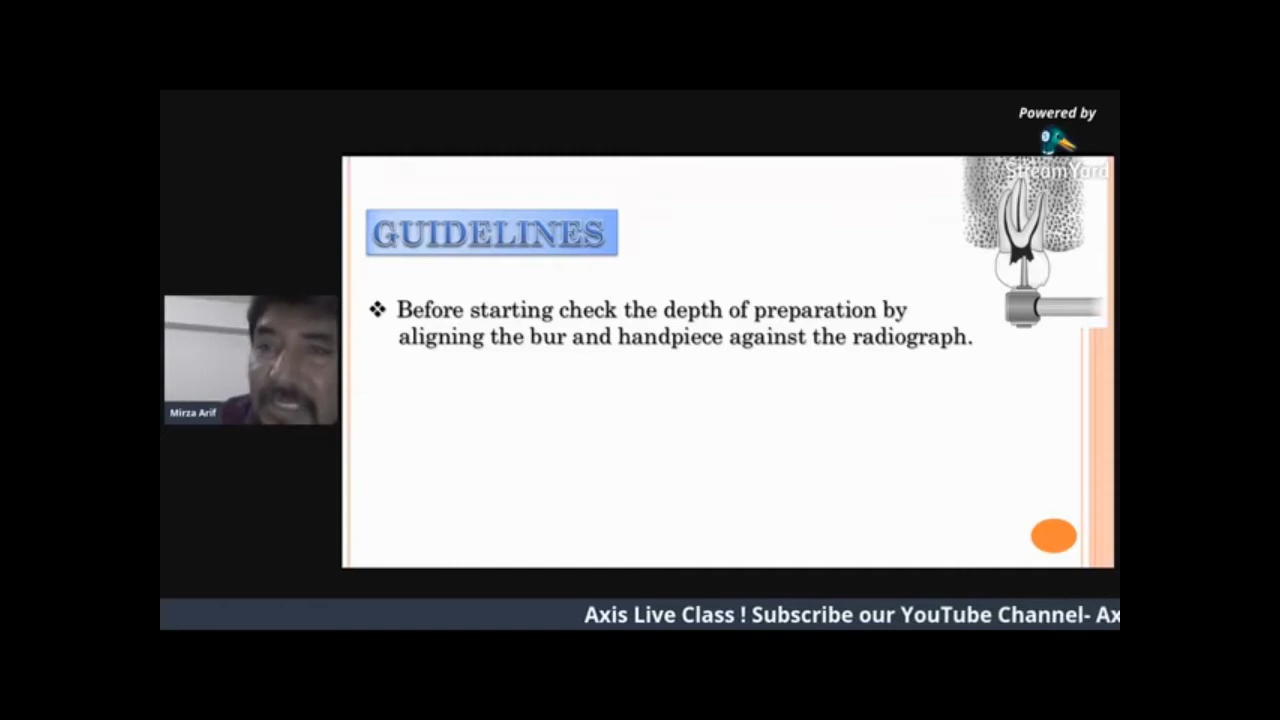 Powered by
StreamYard
GUIDELINES
❖ Before starting check the depth of preparation by
aligning the bur and handpiece against the radiograph.
Mirza Arif
Axis Live Class ! Subscribe our YouTube Channel- Ax